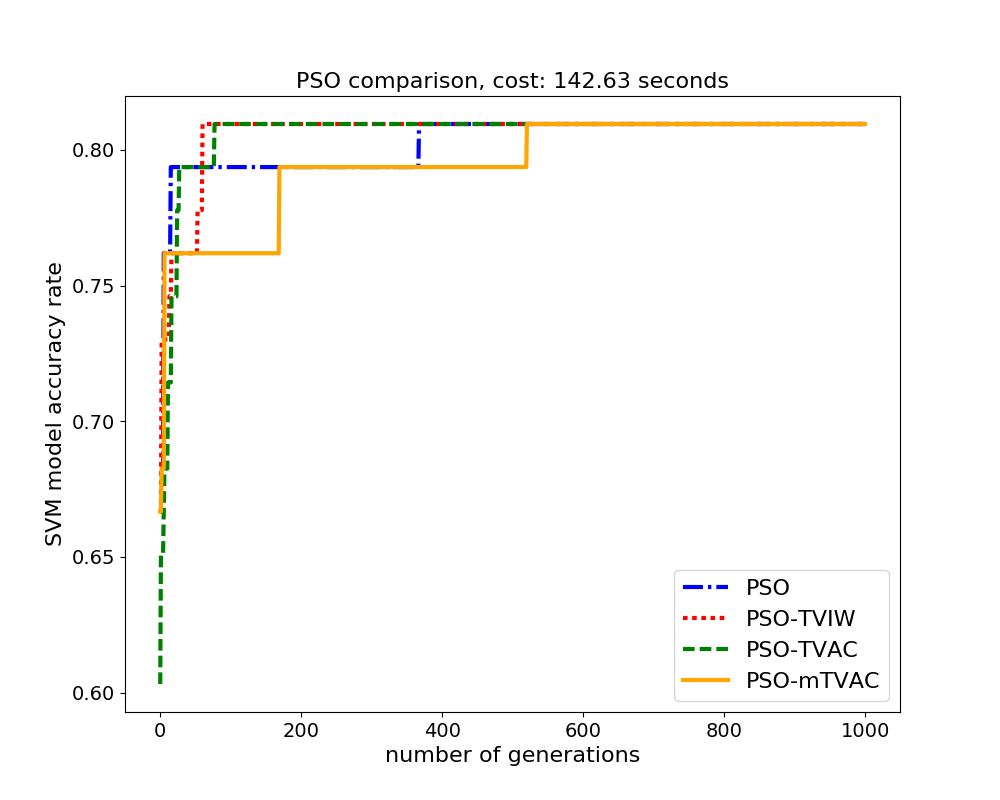 PSO comparison, cost: 142.63 seconds
SVM model accuracy rate
0.80
0.75
0.70
0.65
0.60
0 200 400 600 800 1000
number of generations
PSO
PSO-TVIW
PSO-TVAC
PSO-mTVAC